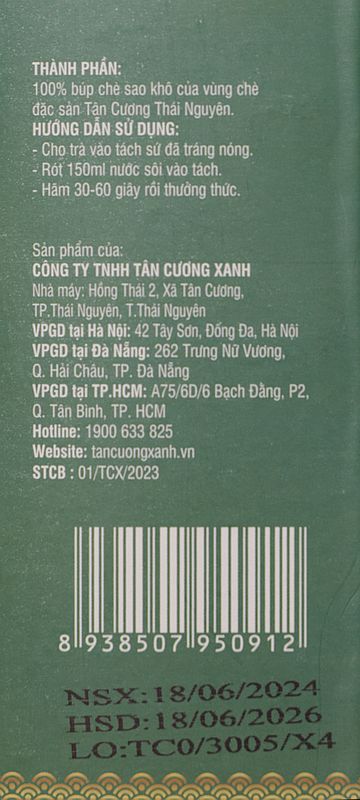 THÀNH PHẦN:
100% búp chè sao khô của vùng chè
đặc sản Tân Cương Thái Nguyên.
HƯỚNG DẪN SỬ DỤNG:
- Cho trà vào tách sứ đã tráng nóng.
- Rót 150ml nước sôi vào tách.
- Hãm 30-60 giây rồi thưởng thức.
Sản phẩm của:
CÔNG TY TNHH TÂN CƯƠNG XANH
Nhà máy: Hồng Thái 2, Xã Tân Cương,
TP.Thái Nguyên, T.Thái Nguyên
VPGD tại Hà Nội: 42 Tây Sơn, Đống Đa, Hà Nội
VPGD tại Đà Nẵng: 262 Trưng Nữ Vương,
Q. Hải Châu, TP. Đà Nẵng
VPGD tại TP.HCM: A75/6D/6 Bạch Đằng, P2,
Q. Tân Bình, TP. HCM
Hotline: 1900 633 825
Website: tancuongxanh.vn
STCB : 01/TCX/2023
8 938507 950912
NSX:18/06/2024
HSD:18/06/2026
LO:TC0/3005/X4